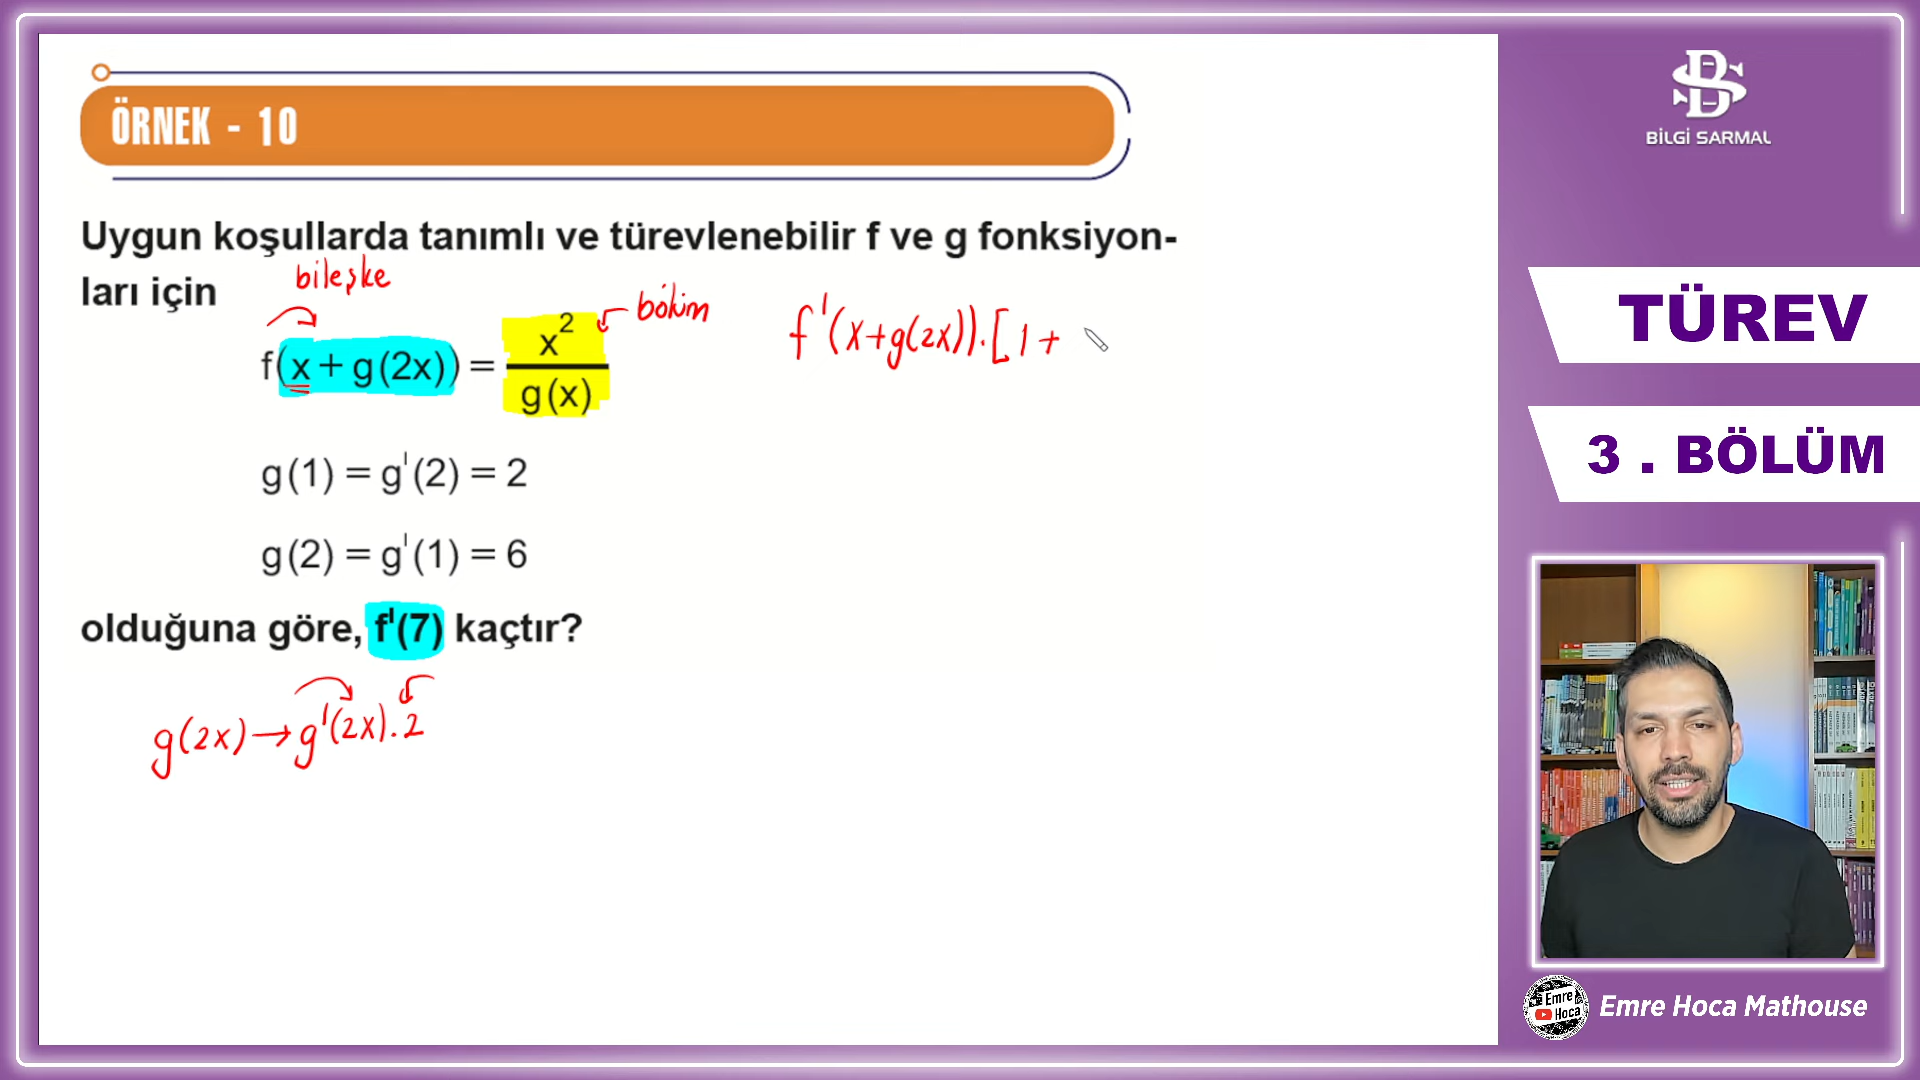 ÖRNEK - 10
Uygun koşullarda tanımlı ve türevlenebilir f ve g fonksiyon-
ları için
bileşke
bölüm
f(x + g(2x)) = x² / g(x)
f'(x+g(2x)).[1+
g(1) = g'(2) = 2
g(2) = g'(1) = 6
olduğuna göre, f'(7) kaçtır?
g(2x)→g'(2x).2
BİLGİ SARMAL
TÜREV
3 . BÖLÜM
Emre Hoca
Emre Hoca Mathouse